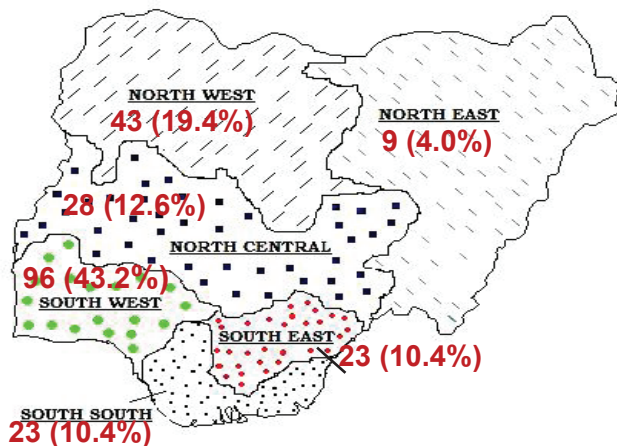 NORTH WEST
43 (19.4%)
NORTH EAST
9 (4.0%)
28 (12.6%)
NORTH CENTRAL
96 (43.2%)
SOUTH WEST
SOUTH EAST
23 (10.4%)
SOUTH SOUTH
23 (10.4%)